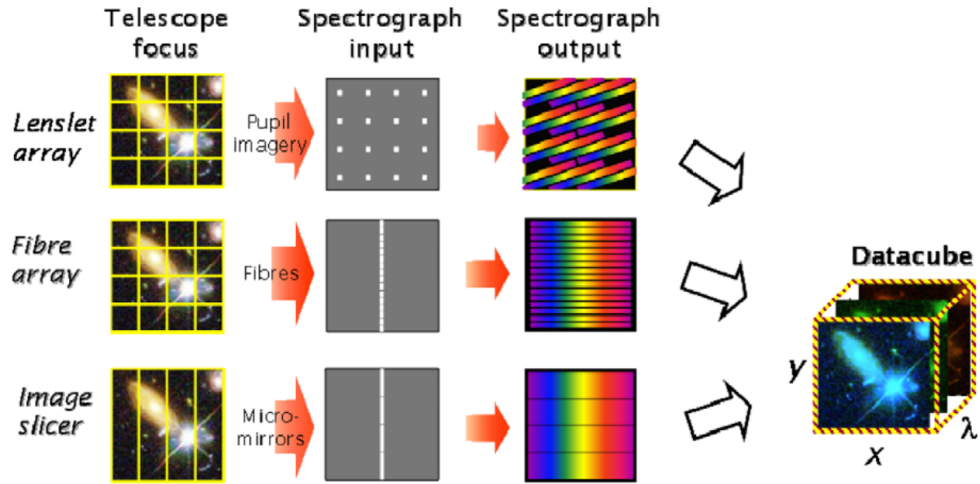 Telescope
focus
Spectrograph
input
Spectrograph
output
Lenslet
array
Pupil
imagery
Fibre
array
Fibres
Datacube
Image
slicer
Micro-
mirrors
y
x
λ